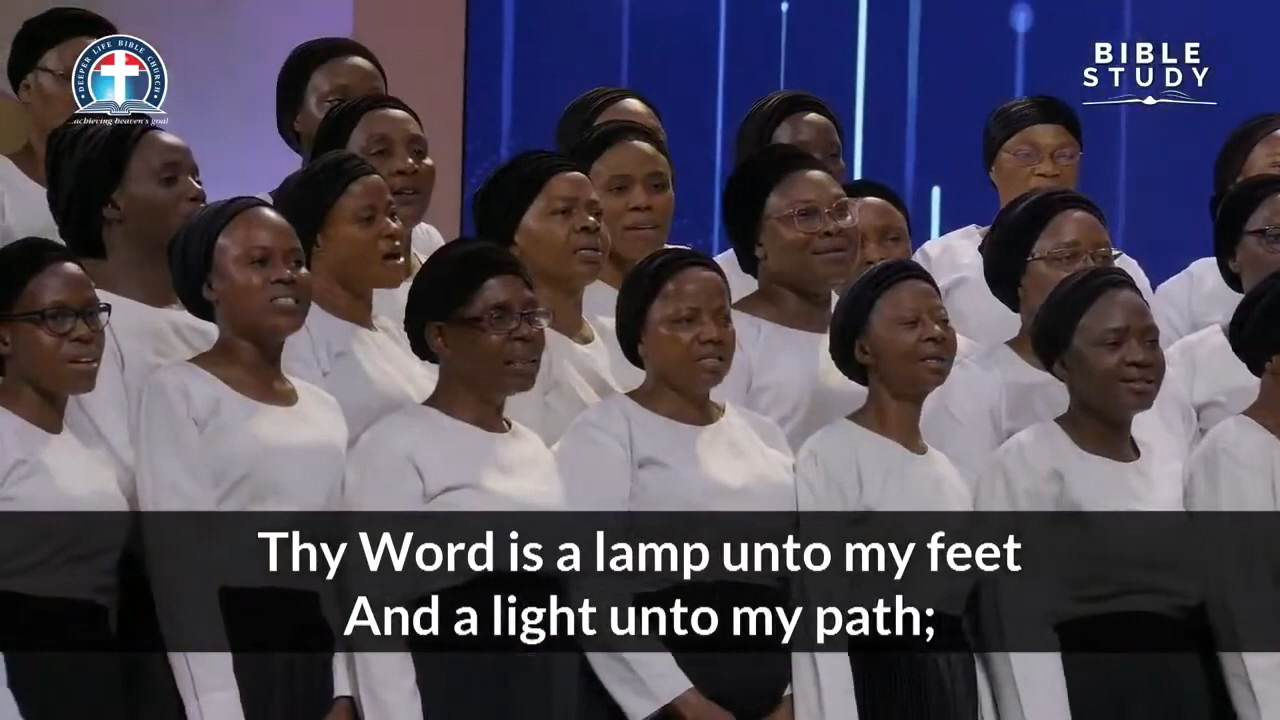 DEEPER LIFE BIBLE CHURCH
...achieving heaven's goal
BIBLE
STUDY
Thy Word is a lamp unto my feet
And a light unto my path;